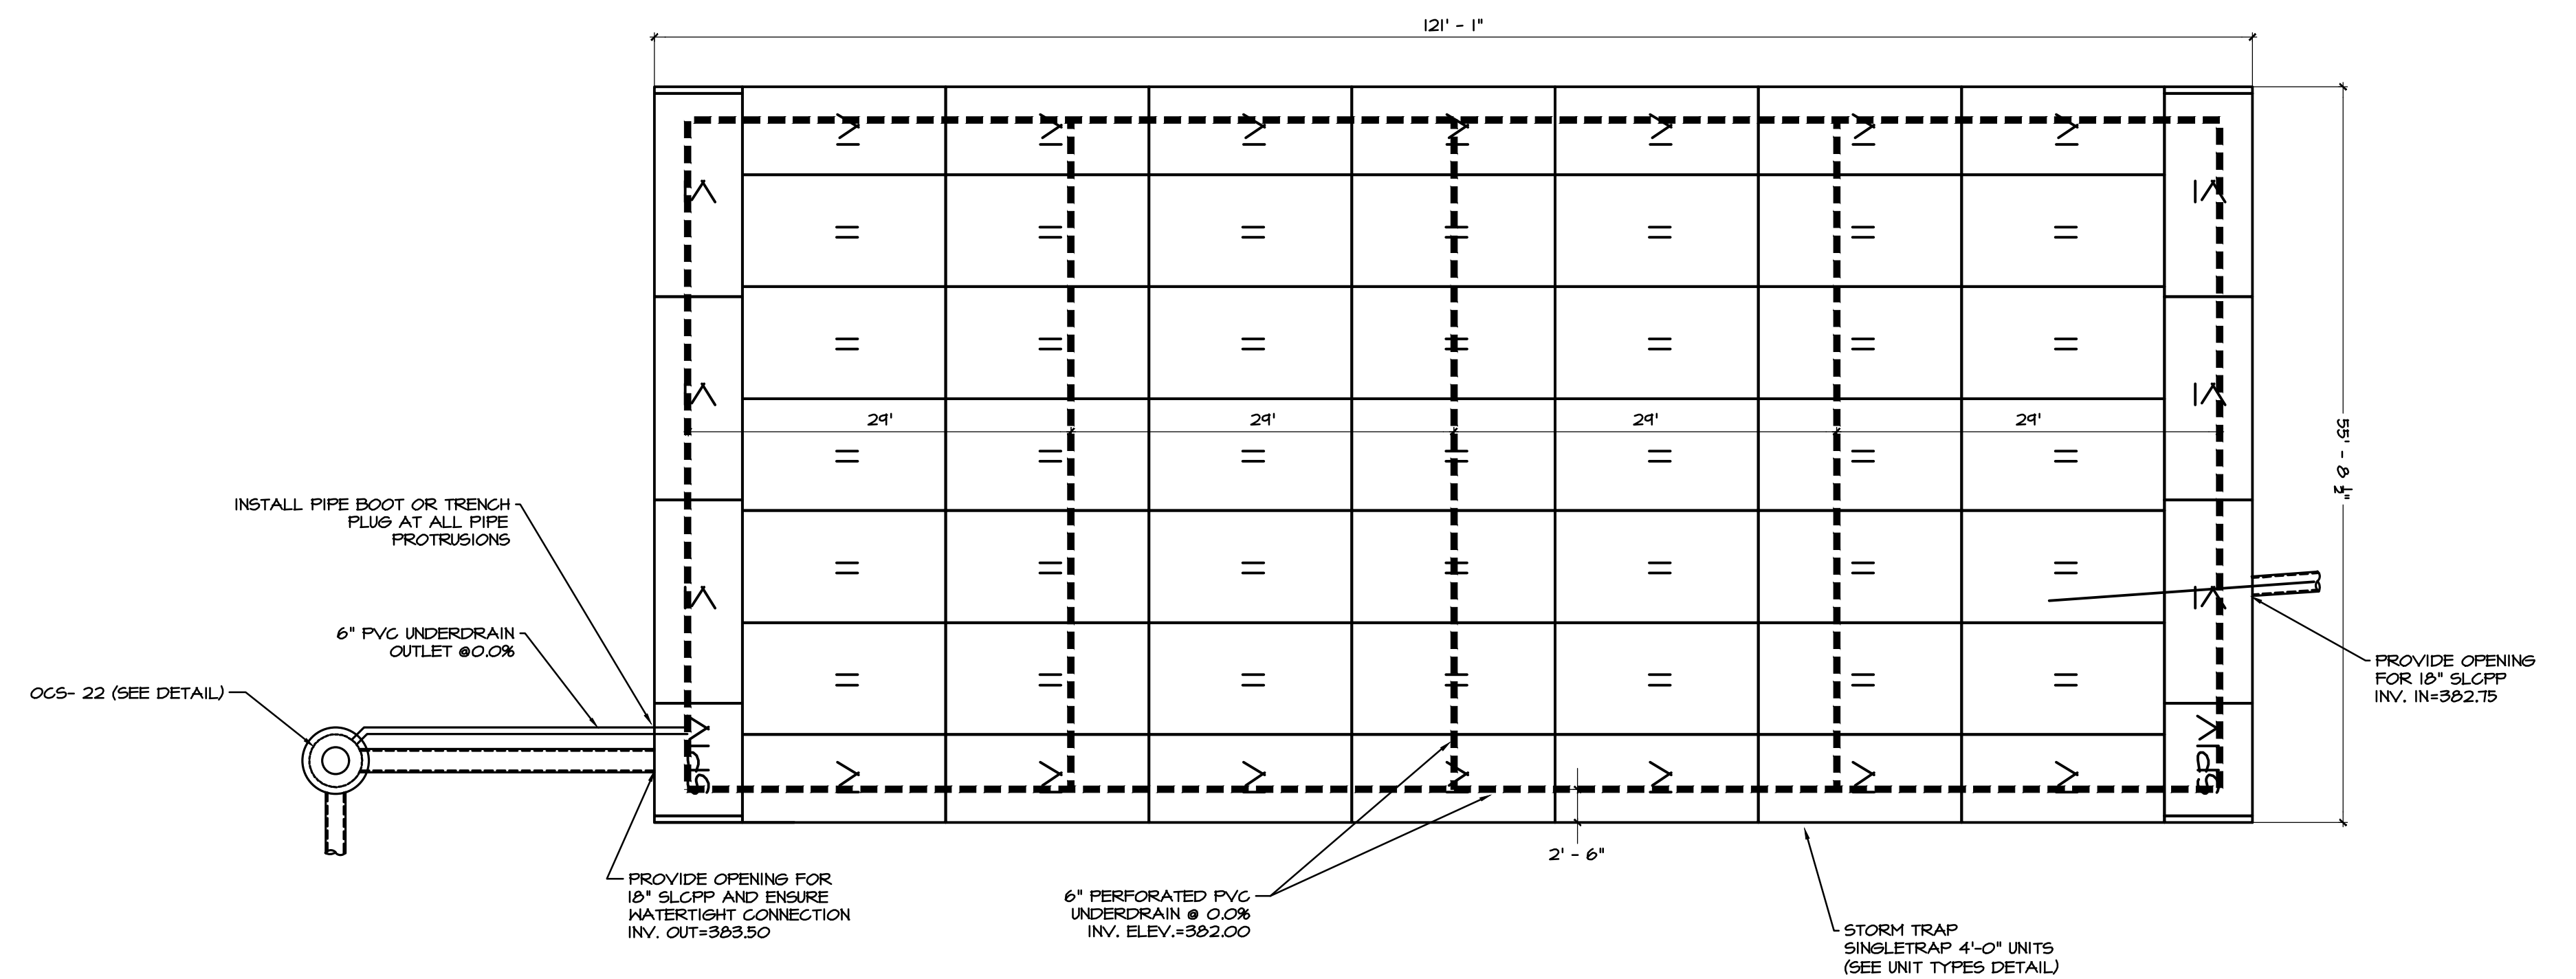 121' - 1"
29'
29'
29'
29'
55' - 8 1/2"
INSTALL PIPE BOOT OR TRENCH
PLUG AT ALL PIPE
PROTRUSIONS
6" PVC UNDERDRAIN
OUTLET @0.0%
OCS- 22 (SEE DETAIL)
PROVIDE OPENING
FOR 18" SLCPP
INV. IN=382.75
2' - 6"
PROVIDE OPENING FOR
18" SLCPP AND ENSURE
WATERTIGHT CONNECTION
INV. OUT=383.50
6" PERFORATED PVC
UNDERDRAIN @ 0.0%
INV. ELEV.=382.00
STORM TRAP
SINGLETRAP 4'-0" UNITS
(SEE UNIT TYPES DETAIL)